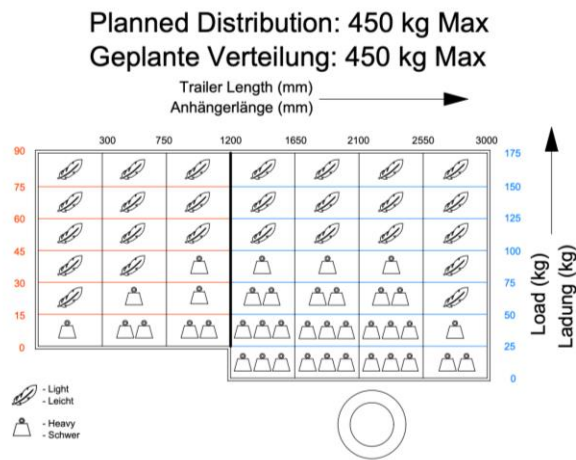 Planned Distribution: 450 kg Max
Geplante Verteilung: 450 kg Max
Trailer Length (mm)
Anhängerlänge (mm)
300 750 1200 1650 2100 2550 3000
90 175
75 150
60 125
45 100
30 75
15 50
0 25
0
Load (kg)
Ladung (kg)
- Light
- Leicht
- Heavy
- Schwer